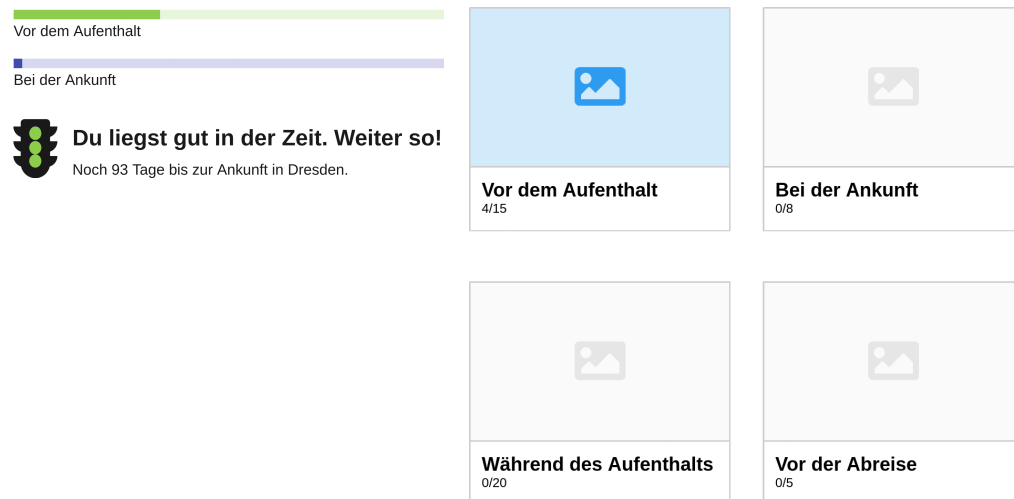 Vor dem Aufenthalt
Bei der Ankunft
Du liegst gut in der Zeit. Weiter so!
Noch 93 Tage bis zur Ankunft in Dresden.
Vor dem Aufenthalt
4/15
Bei der Ankunft
0/8
Während des Aufenthalts
0/20
Vor der Abreise
0/5